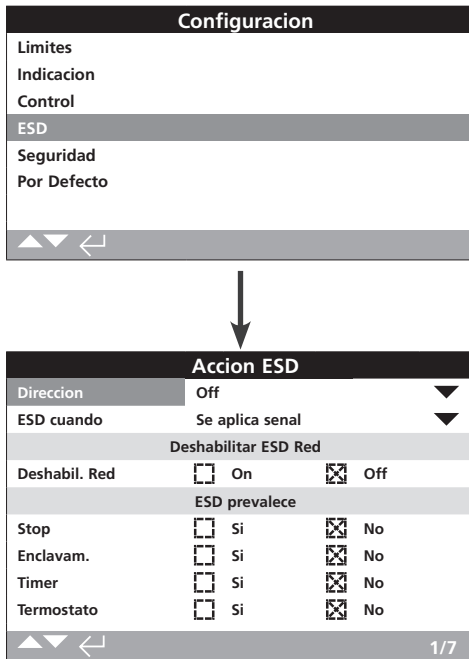 Configuracion
Limites
Indicacion
Control
ESD
Seguridad
Por Defecto
Accion ESD
Direccion Off
ESD cuando Se aplica senal
Deshabilitar ESD Red
Deshabil. Red On Off
ESD prevalece
Stop Si No
Enclavam. Si No
Timer Si No
Termostato Si No
1/7